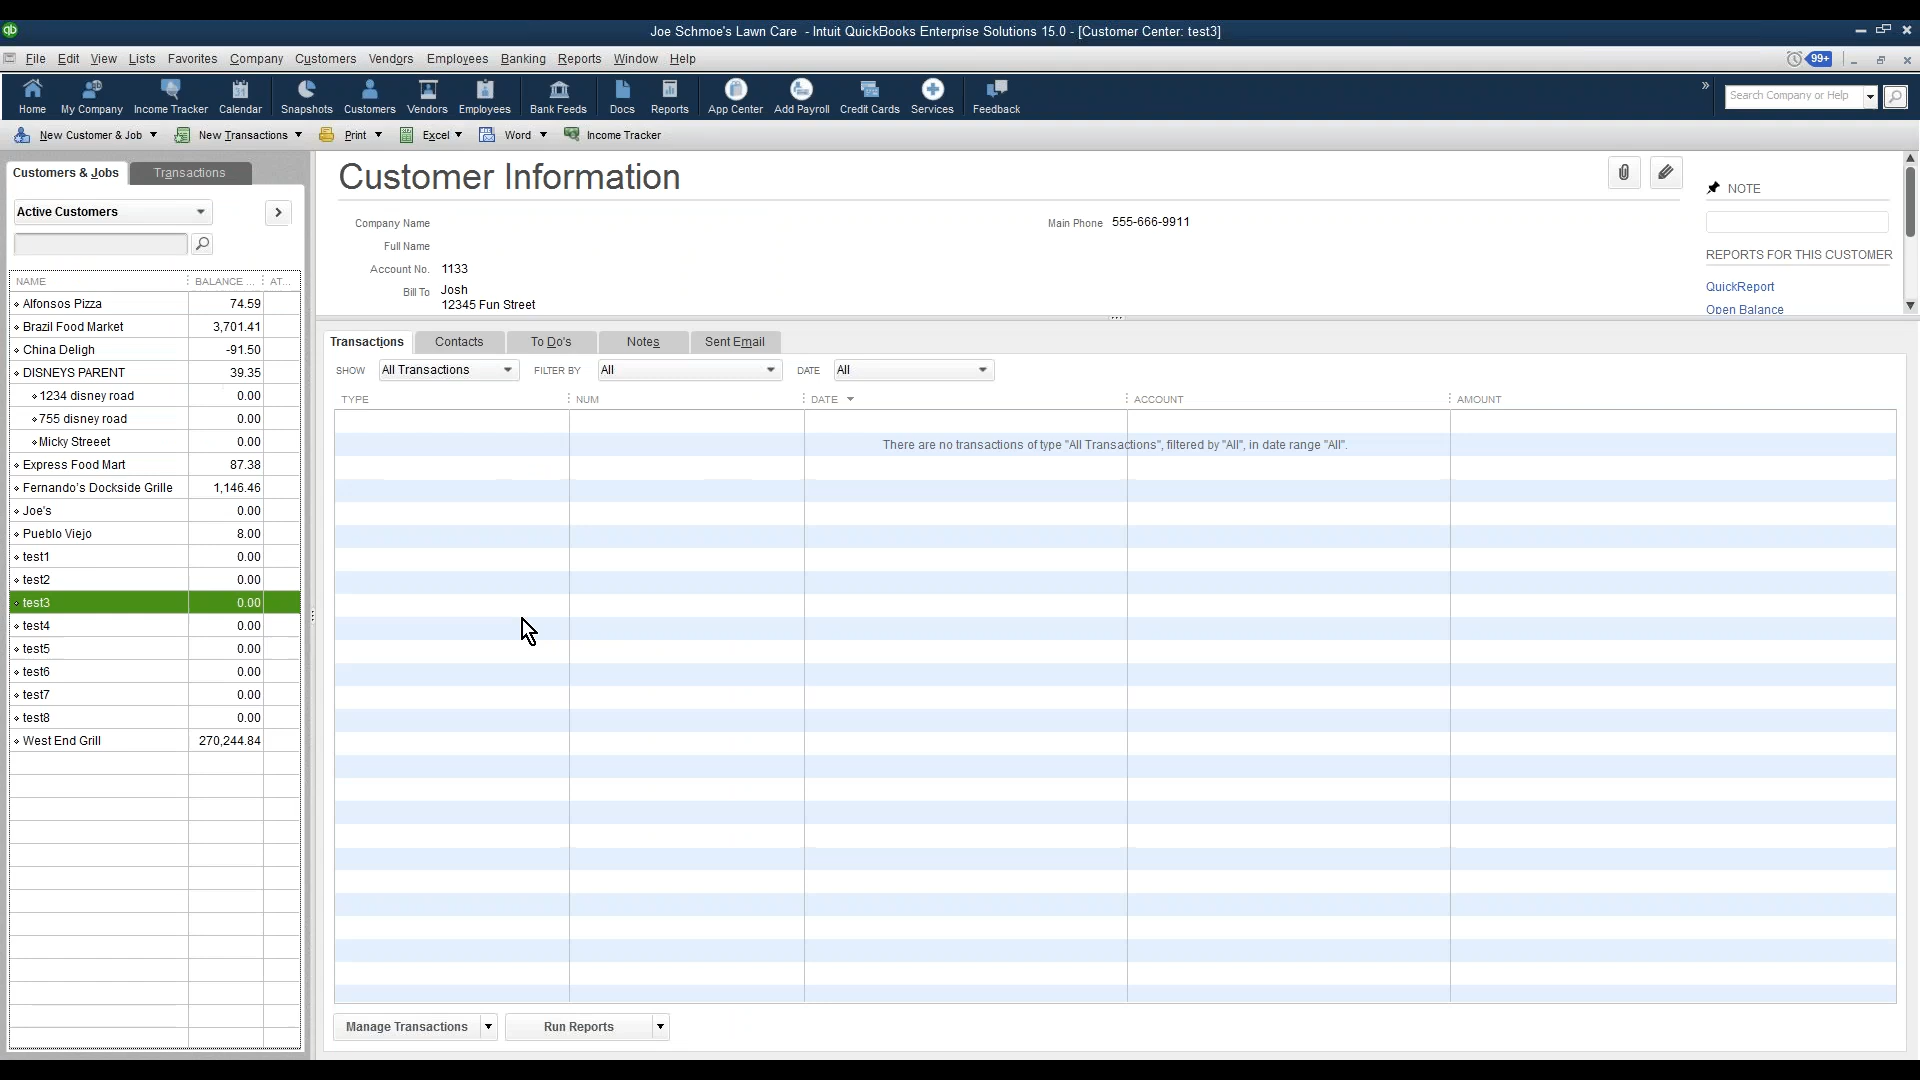 qb
Joe Schmoe's Lawn Care - Intuit QuickBooks Enterprise Solutions 15.0 - [Customer Center: test3]
File Edit View Lists Favorites Company Customers Vendors Employees Banking Reports Window Help
99+
Home My Company Income Tracker Calendar Snapshots Customers Vendors Employees Bank Feeds Docs Reports App Center Add Payroll Credit Cards Services Feedback
» Search Company or Help
New Customer & Job New Transactions Print Excel Word Income Tracker
Customers & Jobs Transactions
Active Customers
NAME BALANCE ... AT...
Alfonsos Pizza 74.59
Brazil Food Market 3,701.41
China Deligh -91.50
DISNEYS PARENT 39.35
1234 disney road 0.00
755 disney road 0.00
Micky Streeet 0.00
Express Food Mart 87.38
Fernando's Dockside Grille 1,146.46
Joe's 0.00
Pueblo Viejo 8.00
test1 0.00
test2 0.00
test3 0.00
test4 0.00
test5 0.00
test6 0.00
test7 0.00
test8 0.00
West End Grill 270,244.84
Customer Information
Company Name
Full Name
Account No. 1133
Bill To Josh
12345 Fun Street
Main Phone 555-666-9911
NOTE
REPORTS FOR THIS CUSTOMER
QuickReport
Open Balance
Transactions Contacts To Do's Notes Sent Email
SHOW All Transactions FILTER BY All DATE All
TYPE NUM DATE ACCOUNT AMOUNT
There are no transactions of type "All Transactions", filtered by "All", in date range "All".
Manage Transactions Run Reports